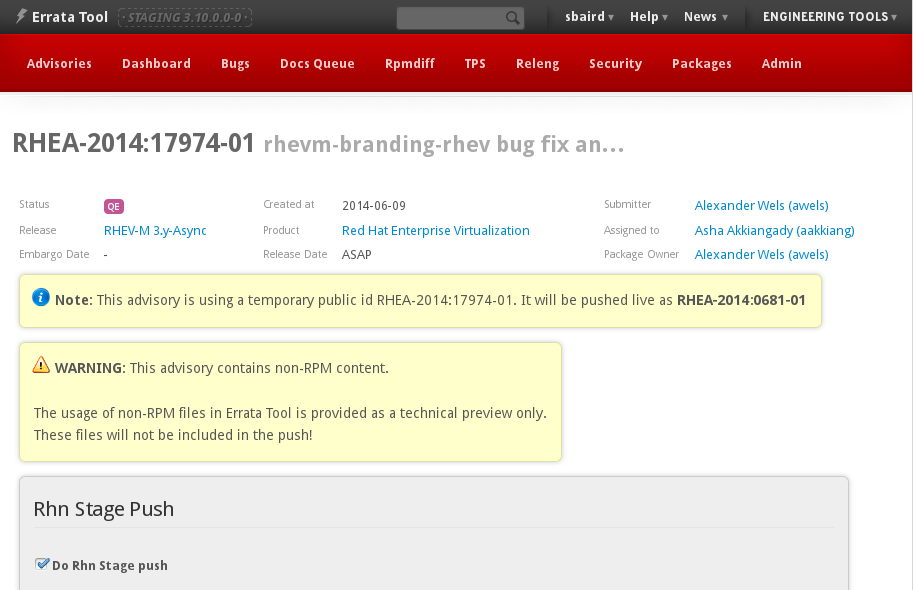 Errata Tool · STAGING 3.10.0.0-0 · sbaird ▾ Help ▾ News ▾ ENGINEERING TOOLS ▾
Advisories Dashboard Bugs Docs Queue Rpmdiff TPS Releng Security Packages Admin
RHEA-2014:17974-01 rhevm-branding-rhev bug fix an...
Status QE Created at 2014-06-09 Submitter Alexander Wels (awels)
Release RHEV-M 3.y-Async Product Red Hat Enterprise Virtualization Assigned to Asha Akkiangady (aakkiang)
Embargo Date - Release Date ASAP Package Owner Alexander Wels (awels)
Note: This advisory is using a temporary public id RHEA-2014:17974-01. It will be pushed live as RHEA-2014:0681-01
WARNING: This advisory contains non-RPM content.
The usage of non-RPM files in Errata Tool is provided as a technical preview only.
These files will not be included in the push!
Rhn Stage Push
Do Rhn Stage push